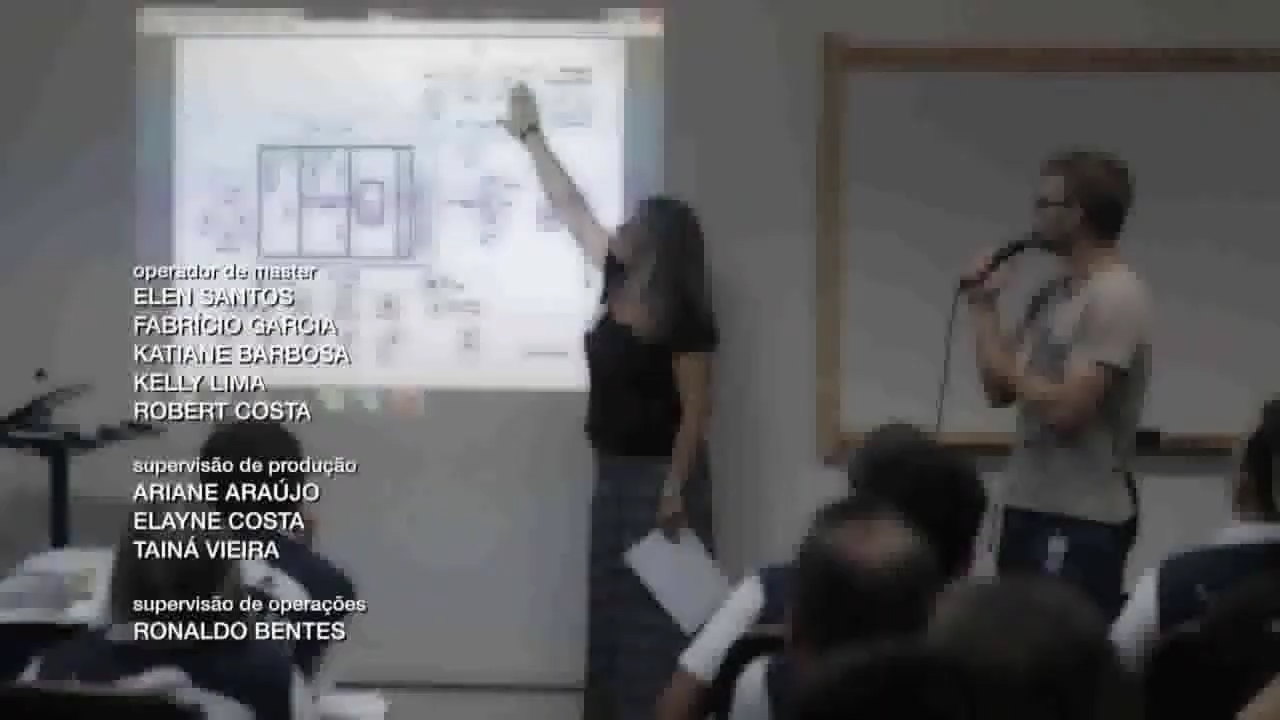 operador de master
ELEN SANTOS
FABRÍCIO GARCIA
KATIANE BARBOSA
KELLY LIMA
ROBERT COSTA
supervisão de produção
ARIANE ARAÚJO
ELAYNE COSTA
TAINÁ VIEIRA
supervisão de operações
RONALDO BENTES